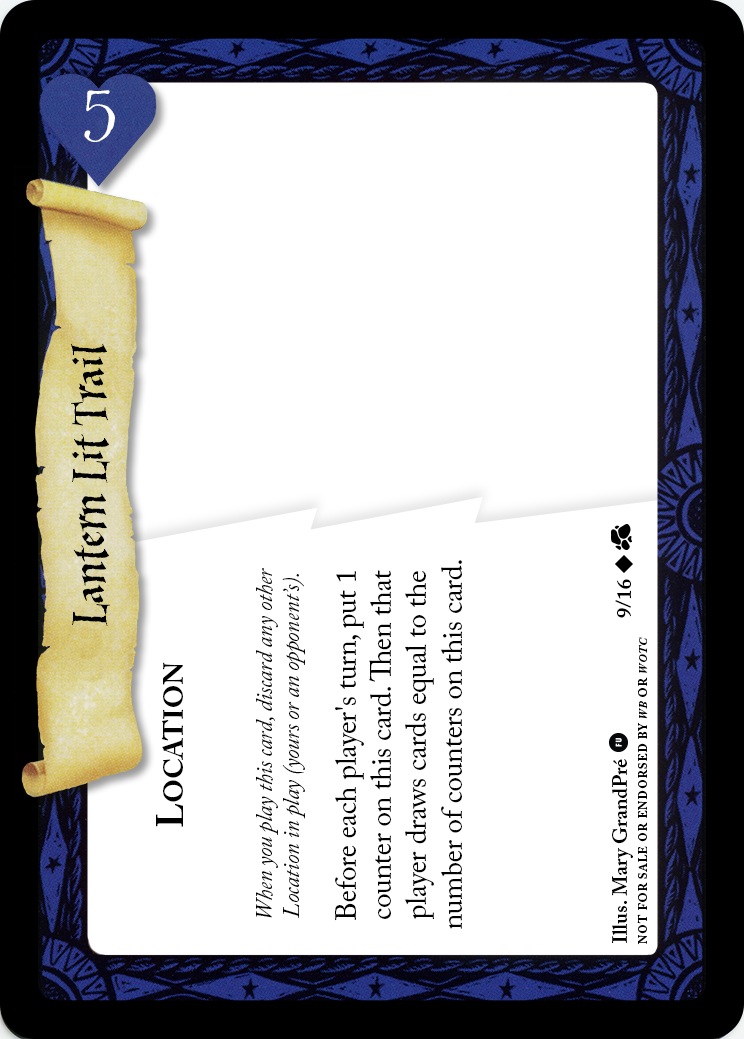 5
Lantern Lit Trail
LOCATION
When you play this card, discard any other
Location in play (yours or an opponent's).
Before each player's turn, put 1
counter on this card. Then that
player draws cards equal to the
number of counters on this card.
Illus. Mary GrandPré FU 9/16
NOT FOR SALE OR ENDORSED BY WB OR WOTC